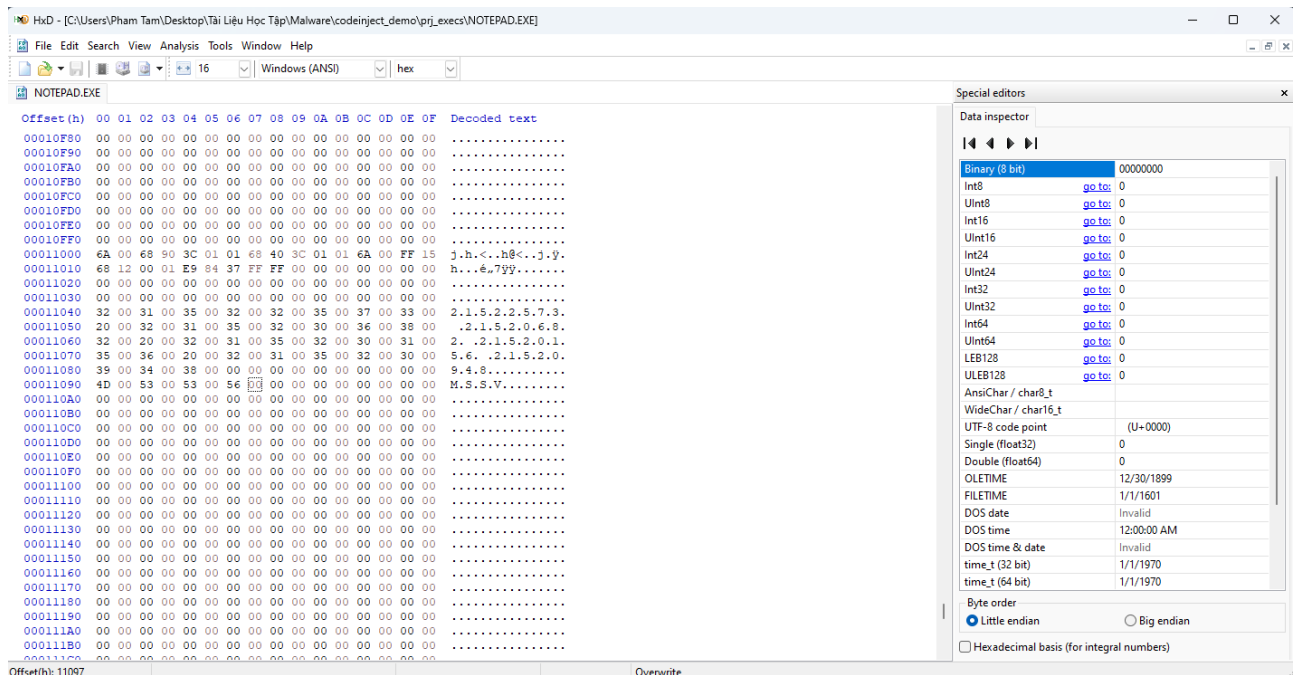 HxD - [C:\Users\Pham Tam\Desktop\Tài Liệu Học Tập\Malware\codeinject_demo\prj_execs\NOTEPAD.EXE]
File Edit Search View Analysis Tools Window Help
16 Windows (ANSI) hex
NOTEPAD.EXE
Offset(h) 00 01 02 03 04 05 06 07 08 09 0A 0B 0C 0D 0E 0F Decoded text
00010F80 00 00 00 00 00 00 00 00 00 00 00 00 00 00 00 00 ................
00010F90 00 00 00 00 00 00 00 00 00 00 00 00 00 00 00 00 ................
00010FA0 00 00 00 00 00 00 00 00 00 00 00 00 00 00 00 00 ................
00010FB0 00 00 00 00 00 00 00 00 00 00 00 00 00 00 00 00 ................
00010FC0 00 00 00 00 00 00 00 00 00 00 00 00 00 00 00 00 ................
00010FD0 00 00 00 00 00 00 00 00 00 00 00 00 00 00 00 00 ................
00010FE0 00 00 00 00 00 00 00 00 00 00 00 00 00 00 00 00 ................
00010FF0 00 00 00 00 00 00 00 00 00 00 00 00 00 00 00 00 ................
00011000 6A 00 68 90 3C 01 01 68 40 3C 01 01 6A 00 FF 15 j.h.<..h@<..j.ÿ.
00011010 68 12 00 01 E9 84 37 FF FF 00 00 00 00 00 00 00 h...é„7ÿÿ.......
00011020 00 00 00 00 00 00 00 00 00 00 00 00 00 00 00 00 ................
00011030 00 00 00 00 00 00 00 00 00 00 00 00 00 00 00 00 ................
00011040 32 00 31 00 35 00 32 00 32 00 35 00 37 00 33 00 2.1.5.2.2.5.7.3.
00011050 20 00 32 00 31 00 35 00 32 00 30 00 36 00 38 00  .2.1.5.2.0.6.8.
00011060 32 00 20 00 32 00 31 00 35 00 32 00 30 00 31 00 2. .2.1.5.2.0.1.
00011070 35 00 36 00 20 00 32 00 31 00 35 00 32 00 30 00 5.6. .2.1.5.2.0.
00011080 39 00 34 00 38 00 00 00 00 00 00 00 00 00 00 00 9.4.8...........
00011090 4D 00 53 00 53 00 56 00 00 00 00 00 00 00 00 00 M.S.S.V.........
000110A0 00 00 00 00 00 00 00 00 00 00 00 00 00 00 00 00 ................
000110B0 00 00 00 00 00 00 00 00 00 00 00 00 00 00 00 00 ................
000110C0 00 00 00 00 00 00 00 00 00 00 00 00 00 00 00 00 ................
000110D0 00 00 00 00 00 00 00 00 00 00 00 00 00 00 00 00 ................
000110E0 00 00 00 00 00 00 00 00 00 00 00 00 00 00 00 00 ................
000110F0 00 00 00 00 00 00 00 00 00 00 00 00 00 00 00 00 ................
00011100 00 00 00 00 00 00 00 00 00 00 00 00 00 00 00 00 ................
00011110 00 00 00 00 00 00 00 00 00 00 00 00 00 00 00 00 ................
00011120 00 00 00 00 00 00 00 00 00 00 00 00 00 00 00 00 ................
00011130 00 00 00 00 00 00 00 00 00 00 00 00 00 00 00 00 ................
00011140 00 00 00 00 00 00 00 00 00 00 00 00 00 00 00 00 ................
00011150 00 00 00 00 00 00 00 00 00 00 00 00 00 00 00 00 ................
00011160 00 00 00 00 00 00 00 00 00 00 00 00 00 00 00 00 ................
00011170 00 00 00 00 00 00 00 00 00 00 00 00 00 00 00 00 ................
00011180 00 00 00 00 00 00 00 00 00 00 00 00 00 00 00 00 ................
00011190 00 00 00 00 00 00 00 00 00 00 00 00 00 00 00 00 ................
000111A0 00 00 00 00 00 00 00 00 00 00 00 00 00 00 00 00 ................
000111B0 00 00 00 00 00 00 00 00 00 00 00 00 00 00 00 00 ................
000111C0 00 00 00 00 00 00 00 00 00 00 00 00 00 00 00 00
Special editors
Data inspector
Binary (8 bit) 00000000
Int8 go to: 0
UInt8 go to: 0
Int16 go to: 0
UInt16 go to: 0
Int24 go to: 0
UInt24 go to: 0
Int32 go to: 0
UInt32 go to: 0
Int64 go to: 0
UInt64 go to: 0
LEB128 go to: 0
ULEB128 go to: 0
AnsiChar / char8_t
WideChar / char16_t
UTF-8 code point (U+0000)
Single (float32) 0
Double (float64) 0
OLETIME 12/30/1899
FILETIME 1/1/1601
DOS date Invalid
DOS time 12:00:00 AM
DOS time & date Invalid
time_t (32 bit) 1/1/1970
time_t (64 bit) 1/1/1970
Byte order
Little endian Big endian
Hexadecimal basis (for integral numbers)
Offset(h): 11097 Overwrite